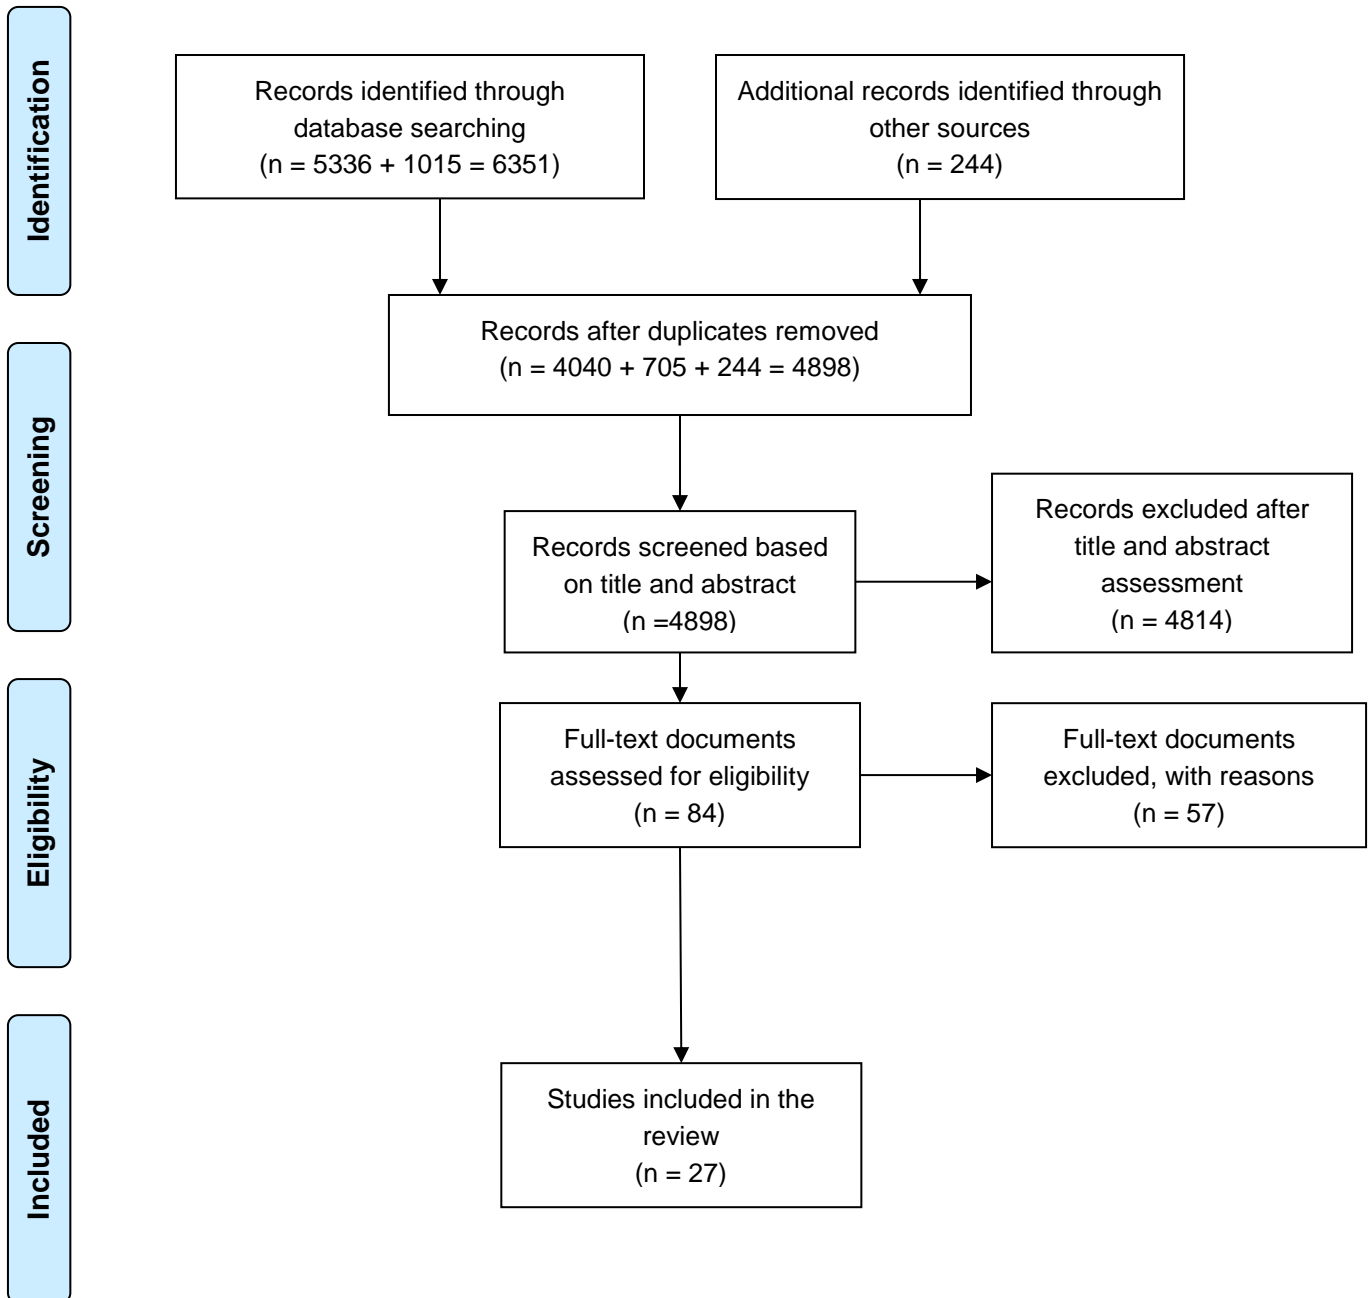 Identification
Records identified through
database searching
(n = 5336 + 1015 = 6351)
Additional records identified through
other sources
(n = 244)
Records after duplicates removed
(n = 4040 + 705 + 244 = 4898)
Screening
Records screened based
on title and abstract
(n =4898)
Records excluded after
title and abstract
assessment
(n = 4814)
Eligibility
Full-text documents
assessed for eligibility
(n = 84)
Full-text documents
excluded, with reasons
(n = 57)
Included
Studies included in the
review
(n = 27)